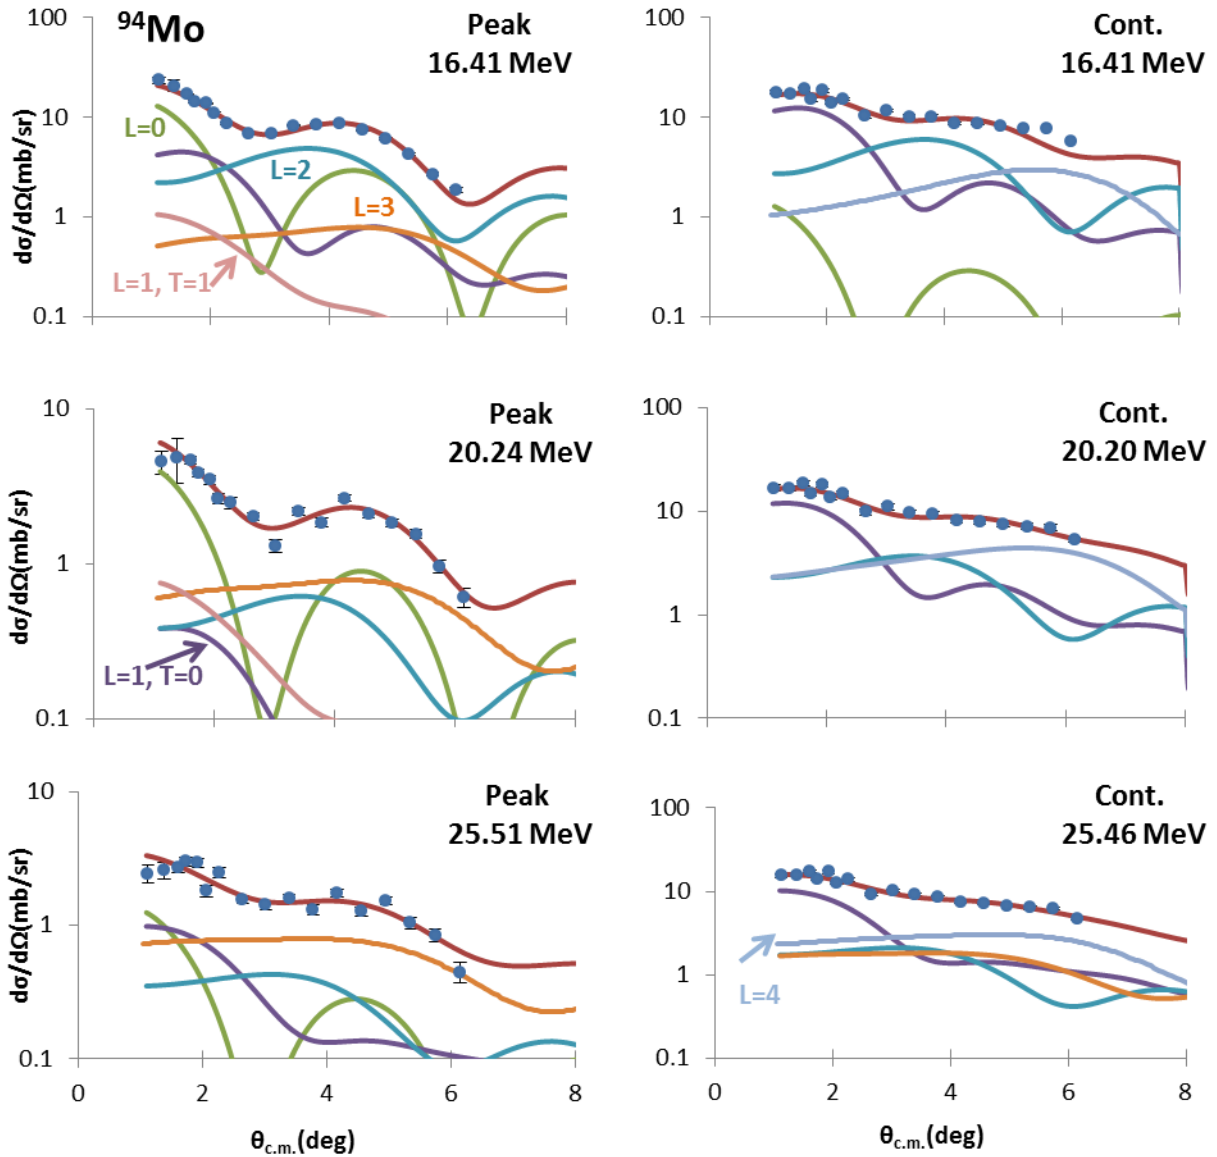 ⁹⁴Mo
Peak
16.41 MeV
100
10
1
0.1
dσ/dΩ(mb/sr)
L=0
L=2
L=3
L=1, T=1
Cont.
16.41 MeV
100
10
1
0.1
Peak
20.24 MeV
10
1
0.1
dσ/dΩ(mb/sr)
L=1, T=0
Cont.
20.20 MeV
100
10
1
0.1
Peak
25.51 MeV
10
1
0.1
dσ/dΩ(mb/sr)
0 2 4 6 8
θc.m.(deg)
Cont.
25.46 MeV
100
10
1
0.1
L=4
0 2 4 6 8
θc.m.(deg)